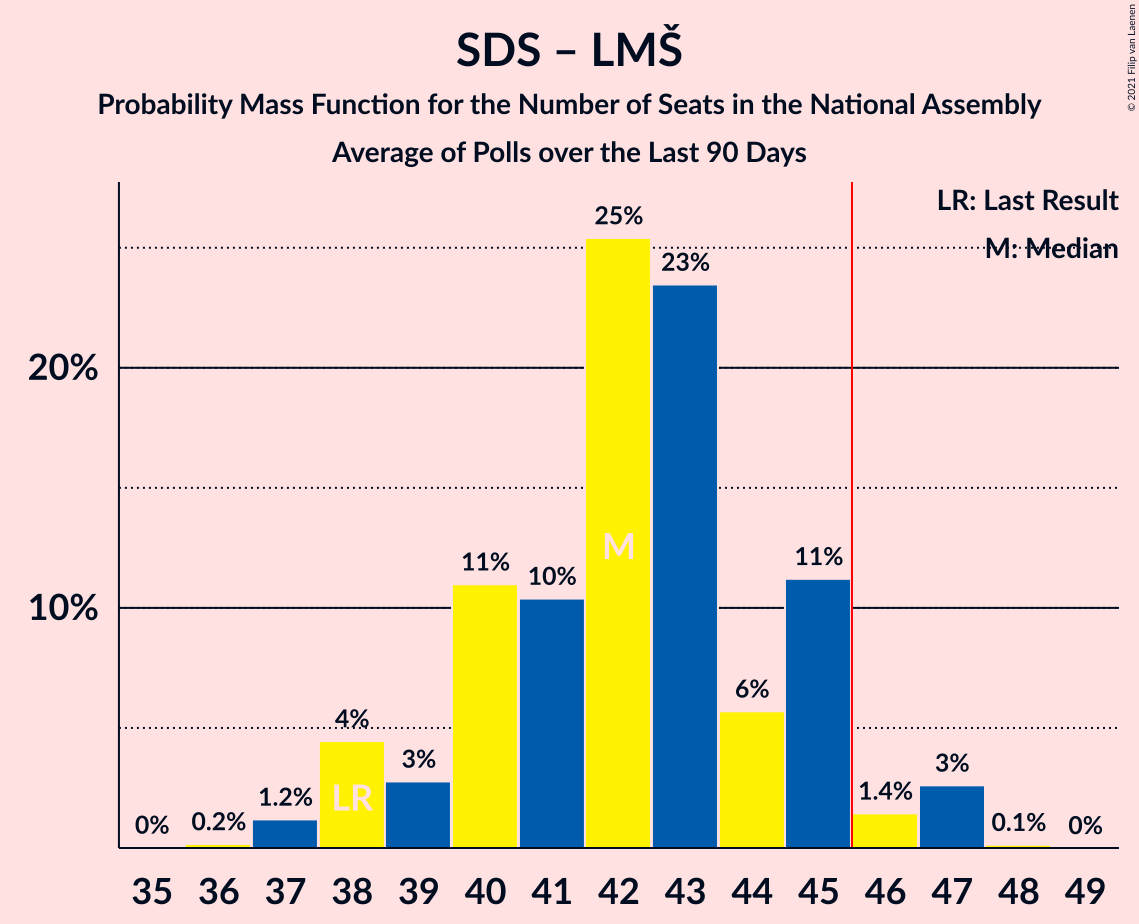 SDS – LMŠ
Probability Mass Function for the Number of Seats in the National Assembly
Average of Polls over the Last 90 Days
© 2021 Filip van Laenen
LR: Last Result
M: Median
20%
10%
0%
0.2%
1.2%
4%
3%
11%
10%
25%
23%
6%
11%
1.4%
3%
0.1%
0%
LR
M
35 36 37 38 39 40 41 42 43 44 45 46 47 48 49